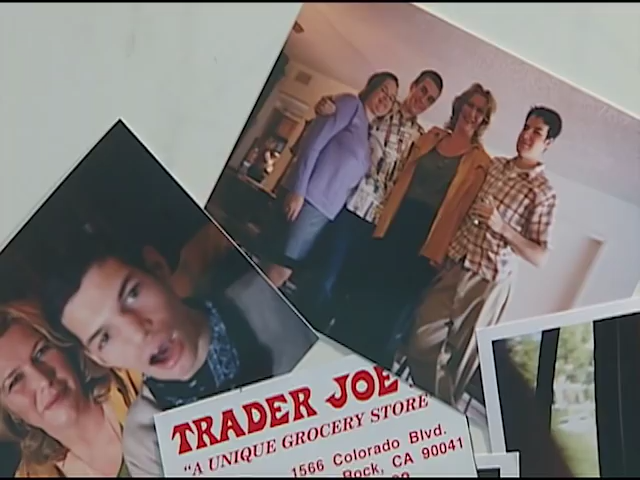 TRADER JOE
"A UNIQUE GROCERY STORE
1566 Colorado Blvd.
Rock, CA 90041